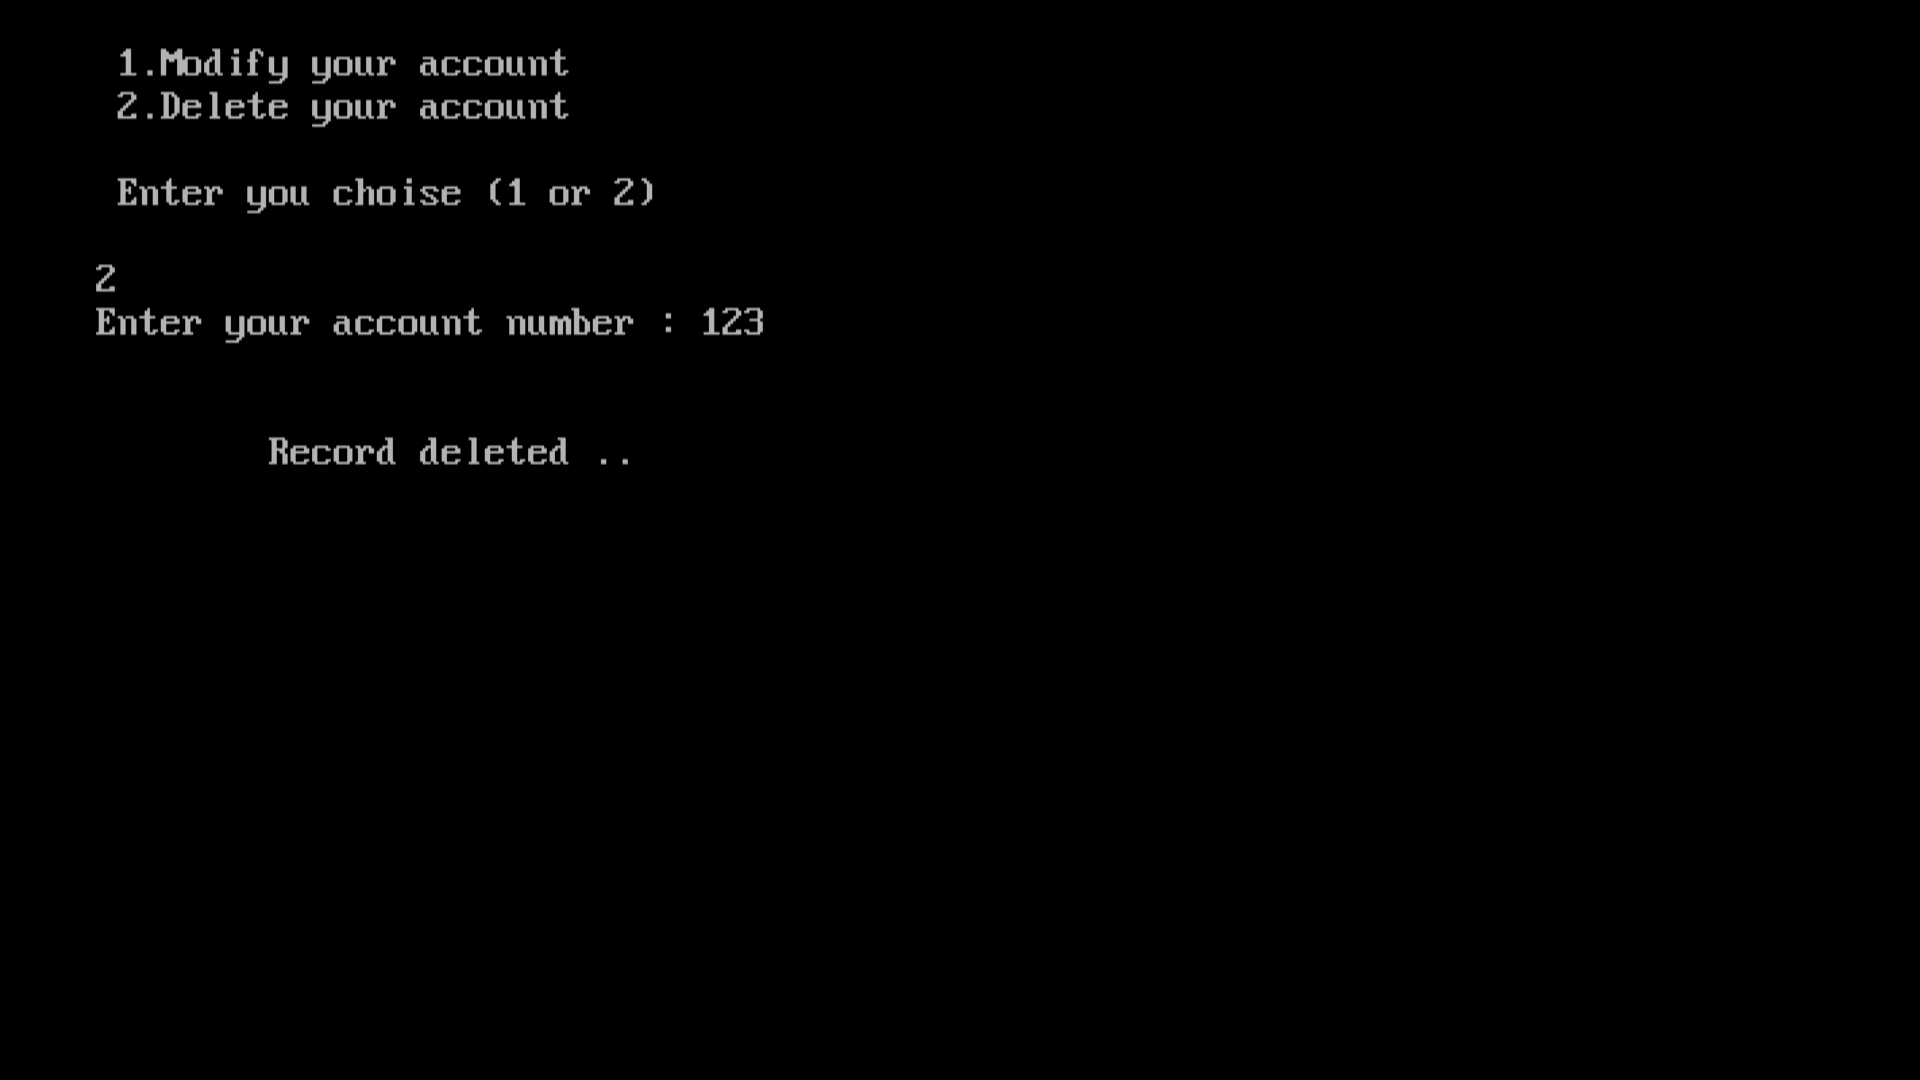 1.Modify your account
2.Delete your account
Enter you choise (1 or 2)
2
Enter your account number : 123
Record deleted ..